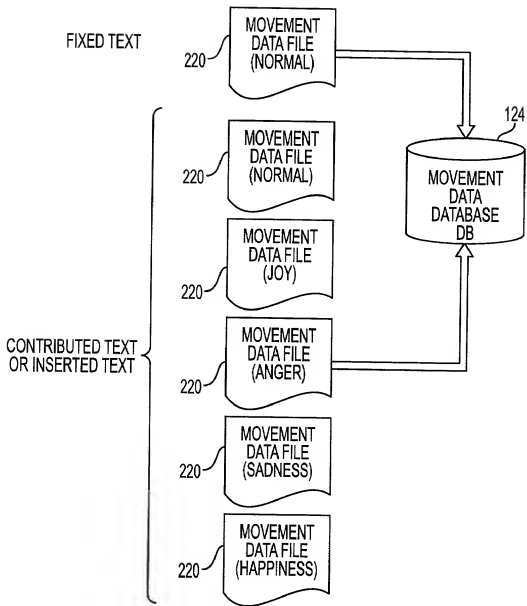 FIXED TEXT
220
MOVEMENT
DATA FILE
(NORMAL)
124
MOVEMENT
DATA
DATABASE
DB
220
MOVEMENT
DATA FILE
(NORMAL)
220
MOVEMENT
DATA FILE
(JOY)
CONTRIBUTED TEXT
OR INSERTED TEXT
220
MOVEMENT
DATA FILE
(ANGER)
220
MOVEMENT
DATA FILE
(SADNESS)
220
MOVEMENT
DATA FILE
(HAPPINESS)